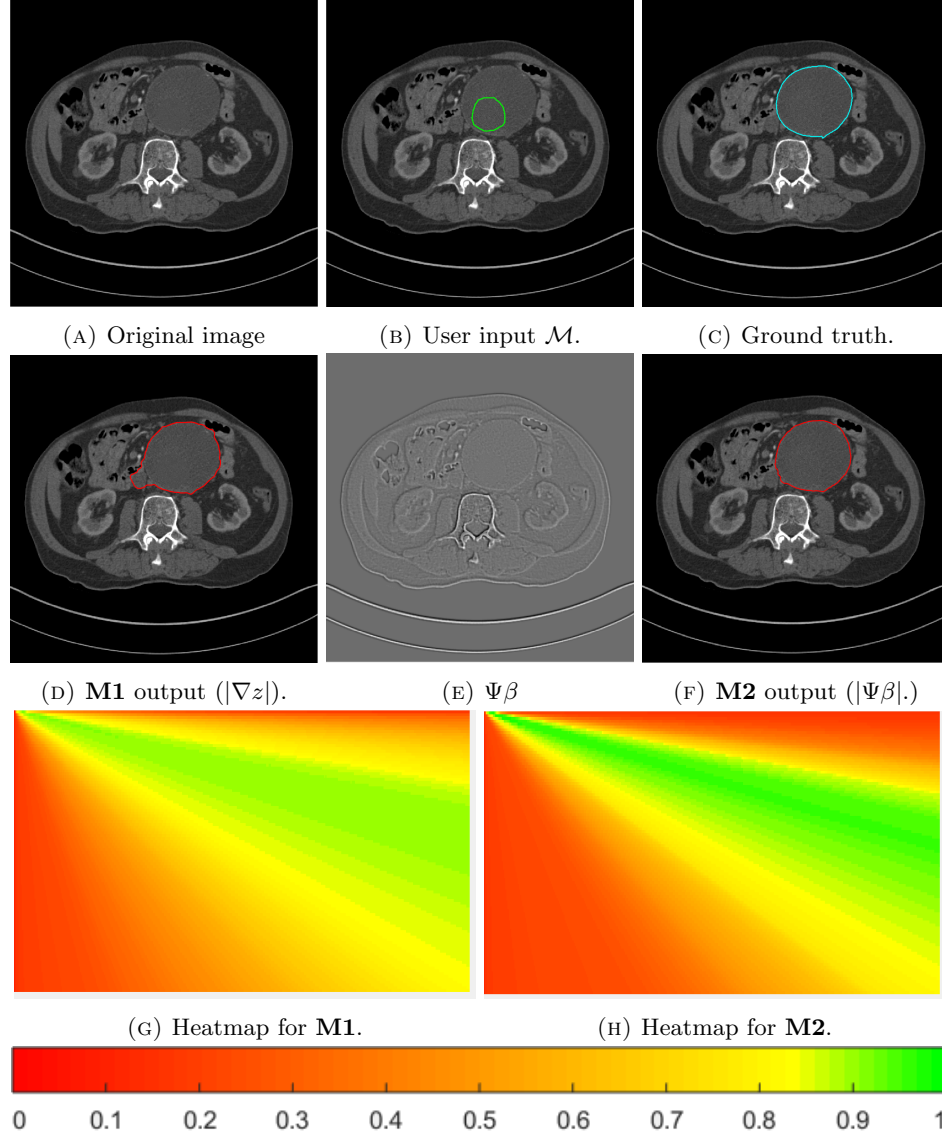 (A) Original image
(B) User input ℳ.
(C) Ground truth.
(D) M1 output (|∇z|).
(E) Ψβ
(F) M2 output (|Ψβ|.)
(G) Heatmap for M1.
(H) Heatmap for M2.
0 0.1 0.2 0.3 0.4 0.5 0.6 0.7 0.8 0.9 1